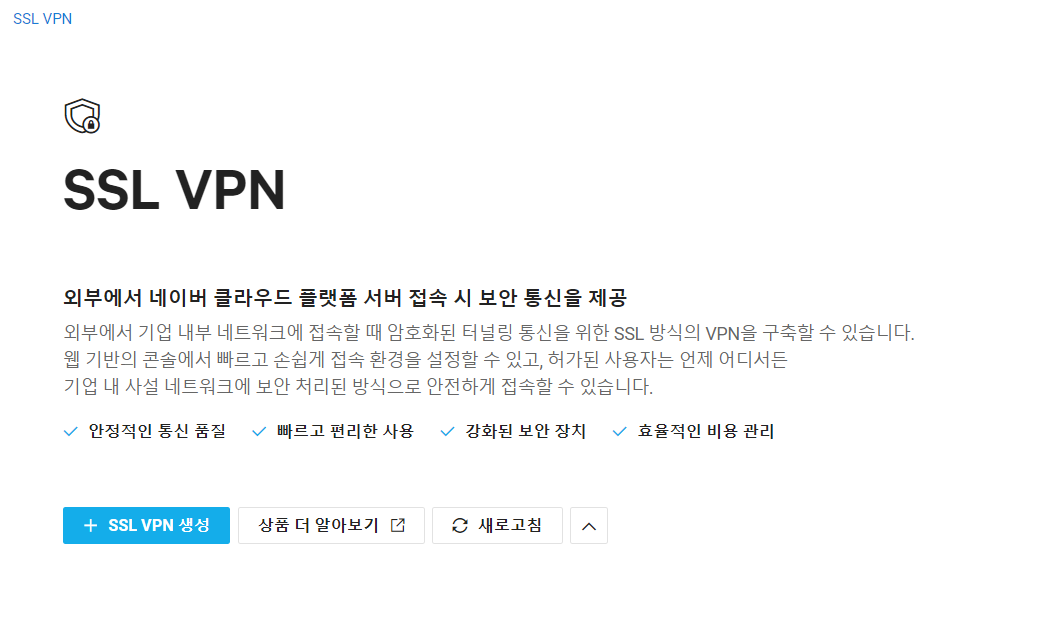 SSL VPN
SSL VPN
외부에서 네이버 클라우드 플랫폼 서버 접속 시 보안 통신을 제공
외부에서 기업 내부 네트워크에 접속할 때 암호화된 터널링 통신을 위한 SSL 방식의 VPN을 구축할 수 있습니다.
웹 기반의 콘솔에서 빠르고 손쉽게 접속 환경을 설정할 수 있고, 허가된 사용자는 언제 어디서든
기업 내 사설 네트워크에 보안 처리된 방식으로 안전하게 접속할 수 있습니다.
안정적인 통신 품질 빠르고 편리한 사용 강화된 보안 장치 효율적인 비용 관리
SSL VPN 생성 상품 더 알아보기 새로고침